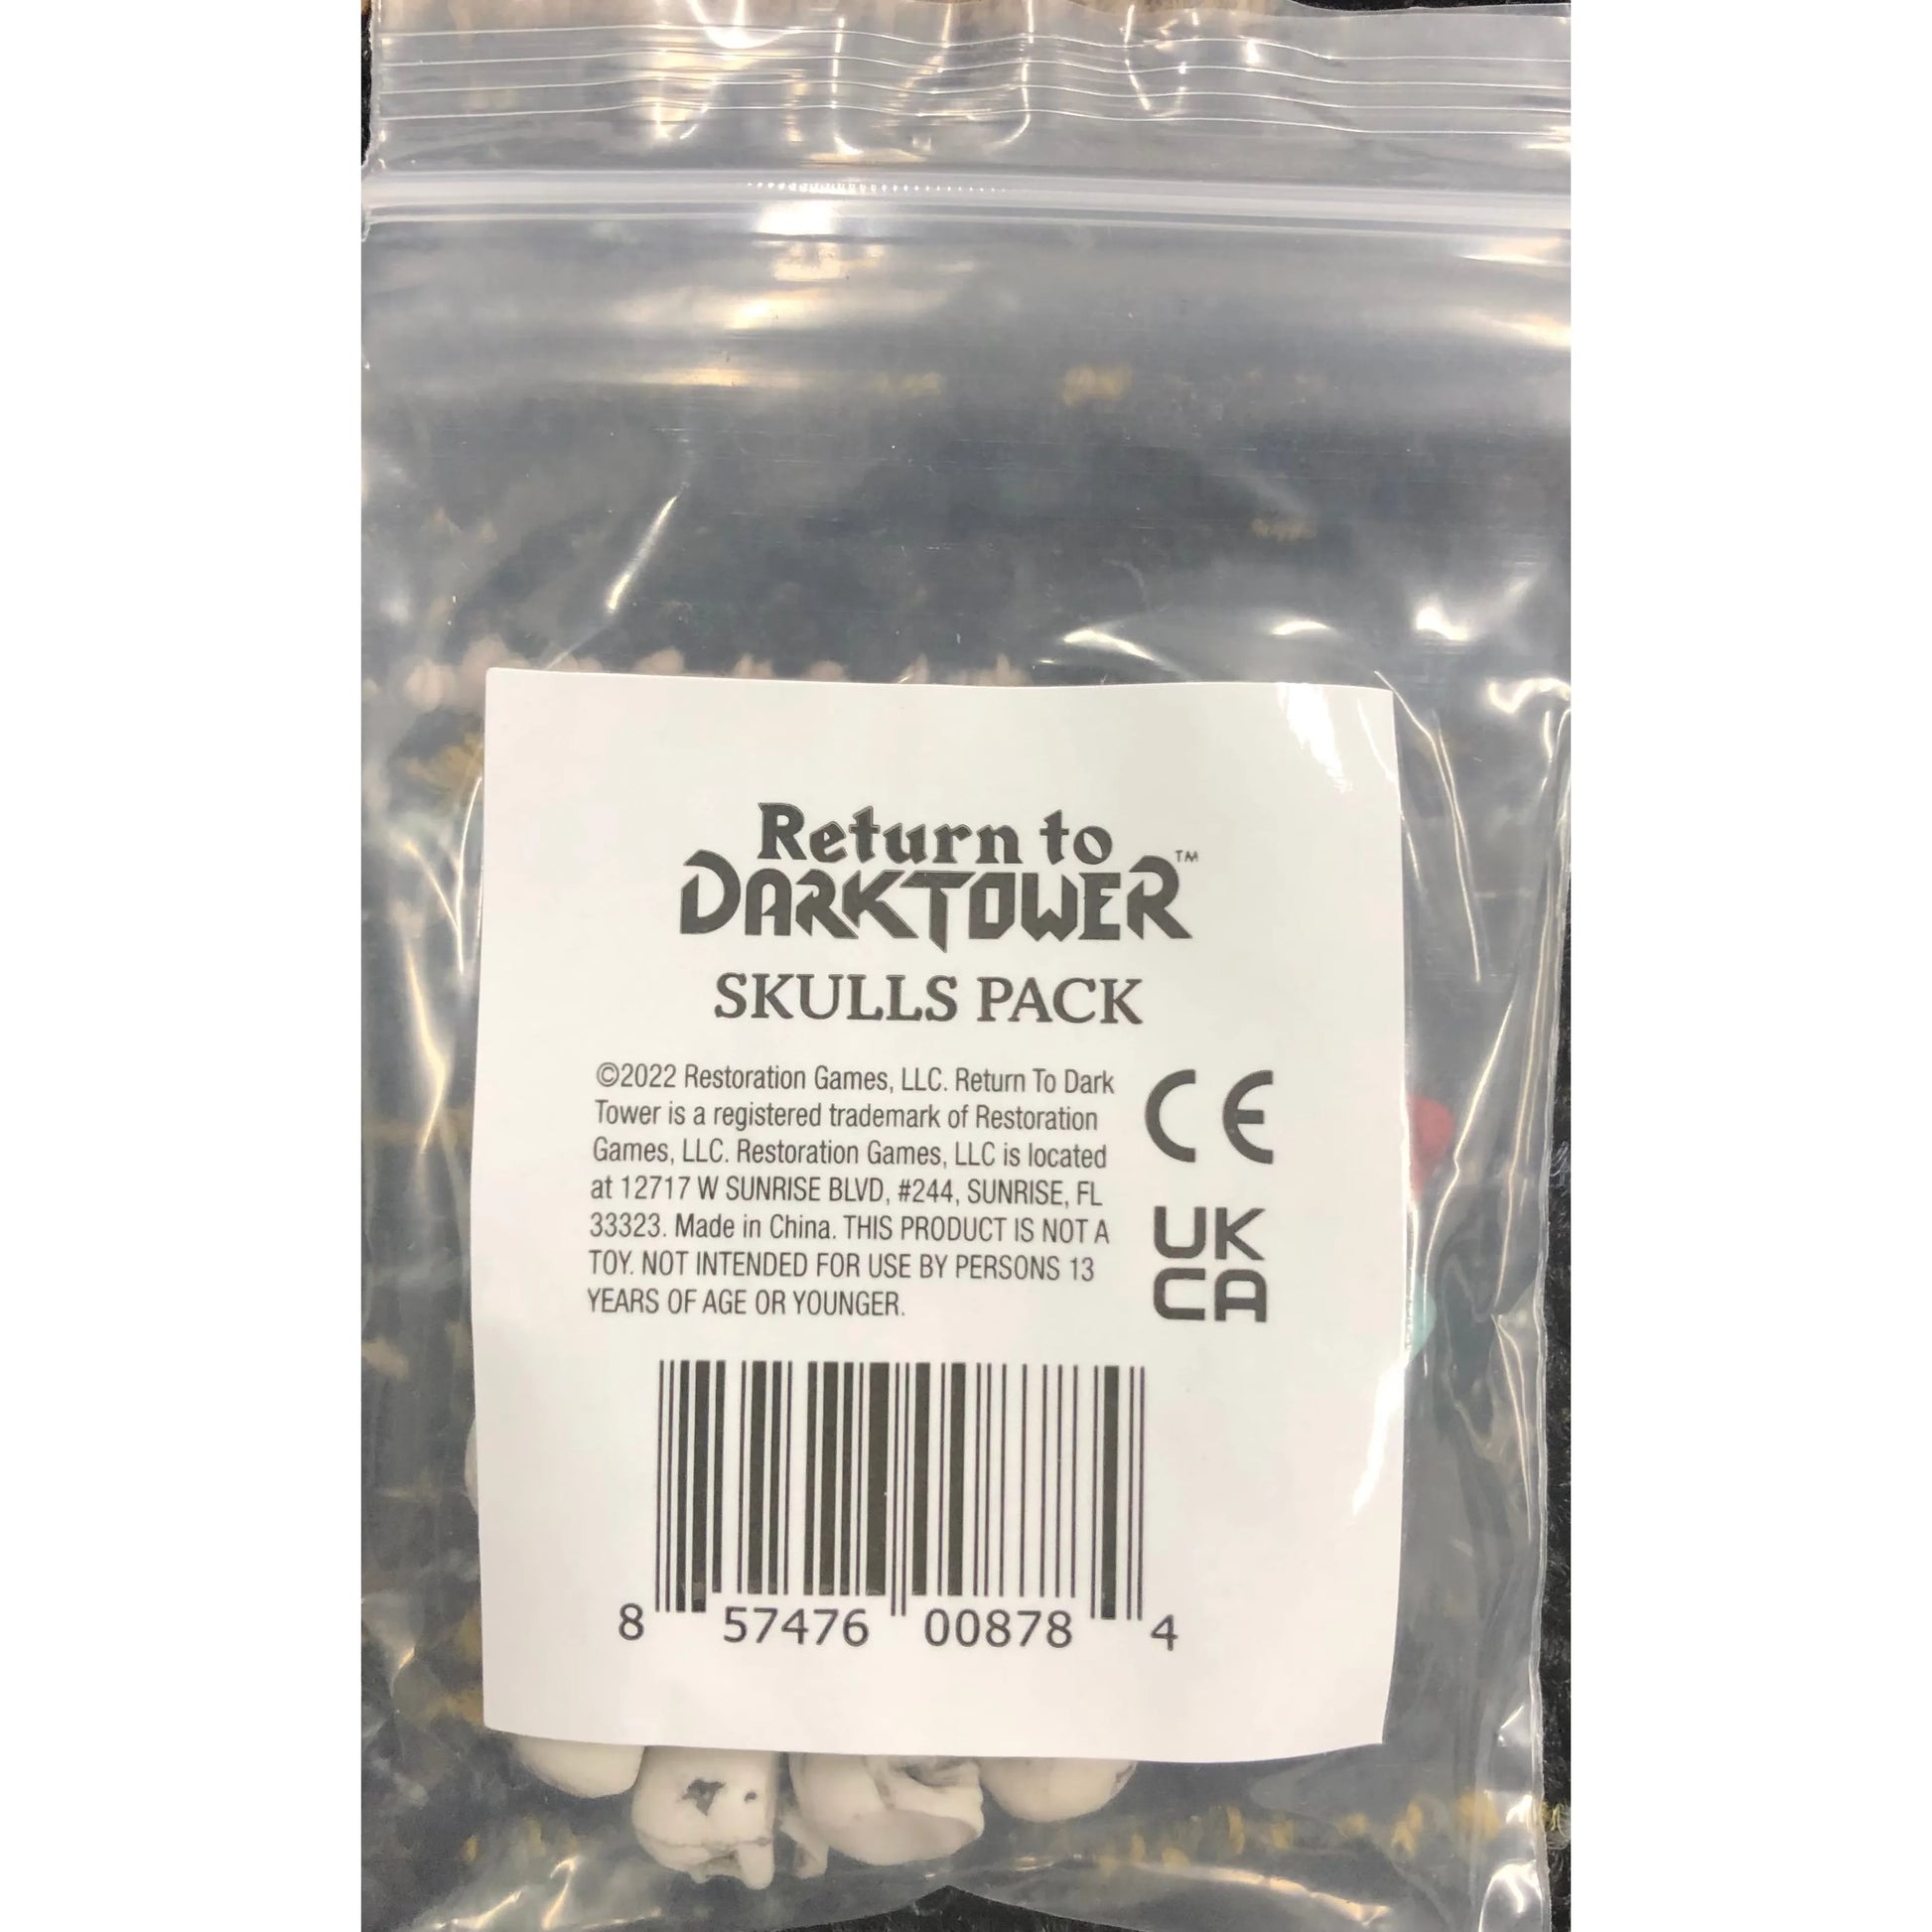 Return to
DARKTOWER™
SKULLS PACK
©2022 Restoration Games, LLC. Return To Dark
Tower is a registered trademark of Restoration
Games, LLC. Restoration Games, LLC is located
at 12717 W SUNRISE BLVD, #244, SUNRISE, FL
33323. Made in China. THIS PRODUCT IS NOT A
TOY. NOT INTENDED FOR USE BY PERSONS 13
YEARS OF AGE OR YOUNGER.
CE
UK
CA
8 57476 00878 4